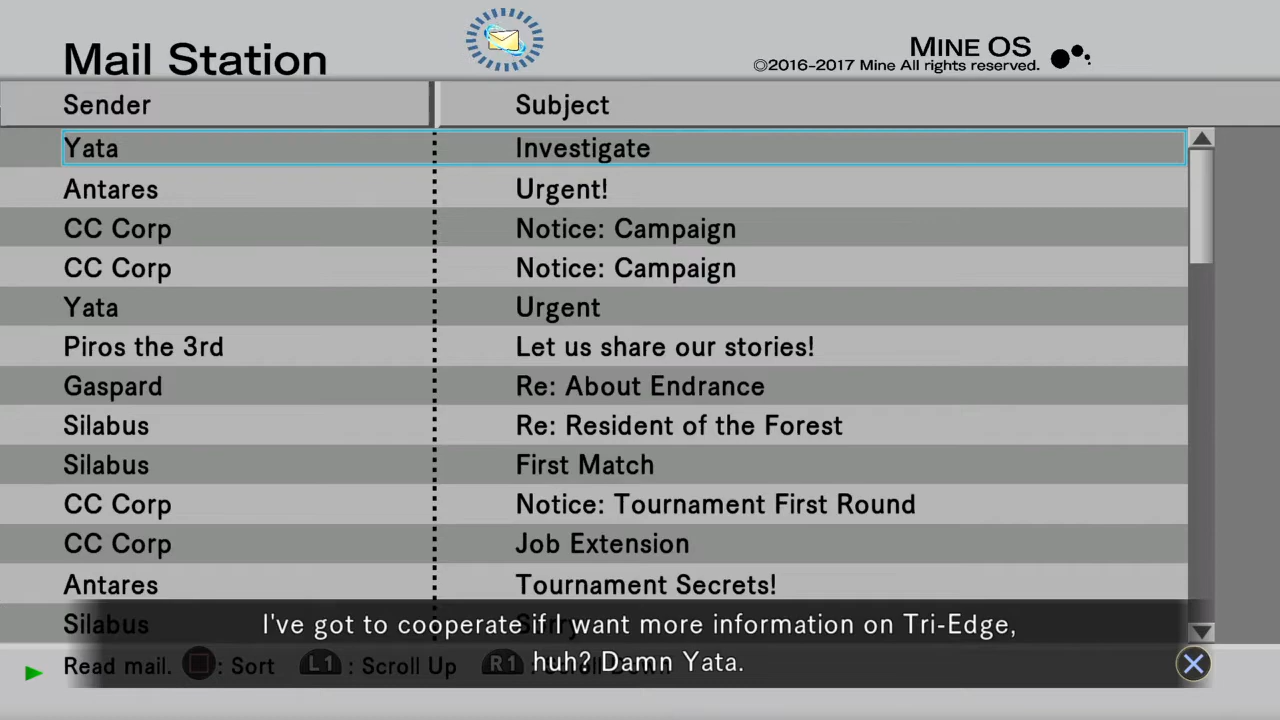 Mail Station
MINE OS
©2016-2017 Mine All rights reserved.
Sender Subject
Yata Investigate
Antares Urgent!
CC Corp Notice: Campaign
CC Corp Notice: Campaign
Yata Urgent
Piros the 3rd Let us share our stories!
Gaspard Re: About Endrance
Silabus Re: Resident of the Forest
Silabus First Match
CC Corp Notice: Tournament First Round
CC Corp Job Extension
Antares Tournament Secrets!
Silabus
I've got to cooperate if I want more information on Tri-Edge,
huh? Damn Yata.
Read mail. : Sort L1 : Scroll Up R1